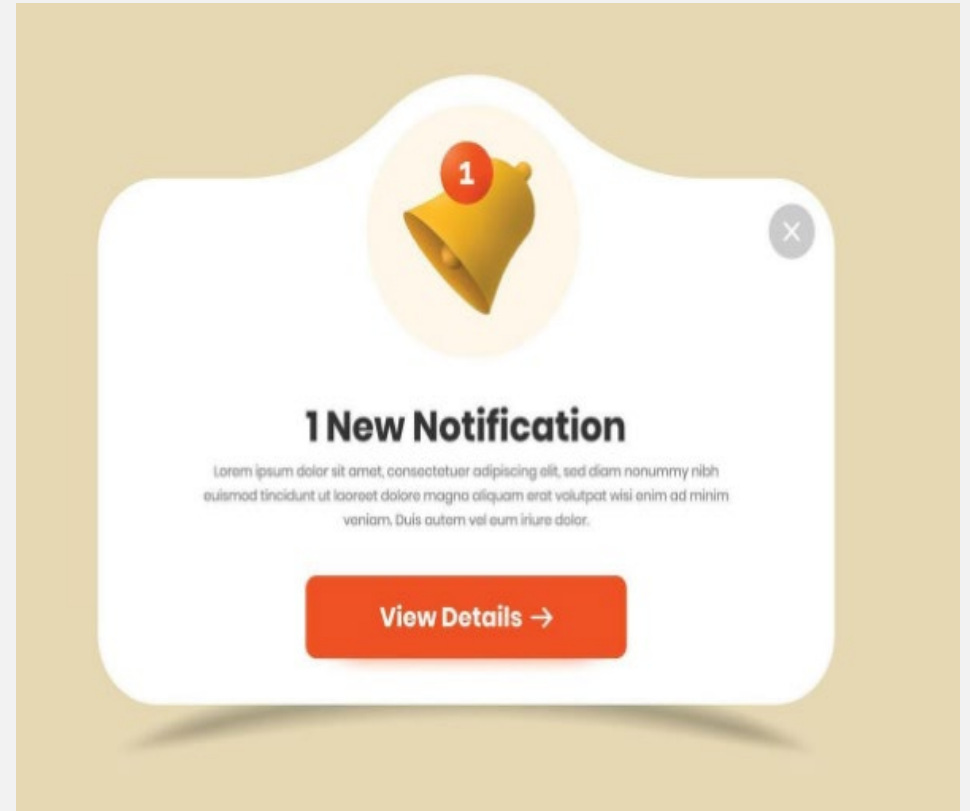 1
X
1 New Notification
Lorem ipsum dolor sit amet, consectetuer adipiscing elit, sed diam nonummy nibh
euismod tincidunt ut laoreet dolore magna aliquam erat volutpat wisi enim ad minim
veniam. Duis autem vel eum iriure dolor.
View Details →